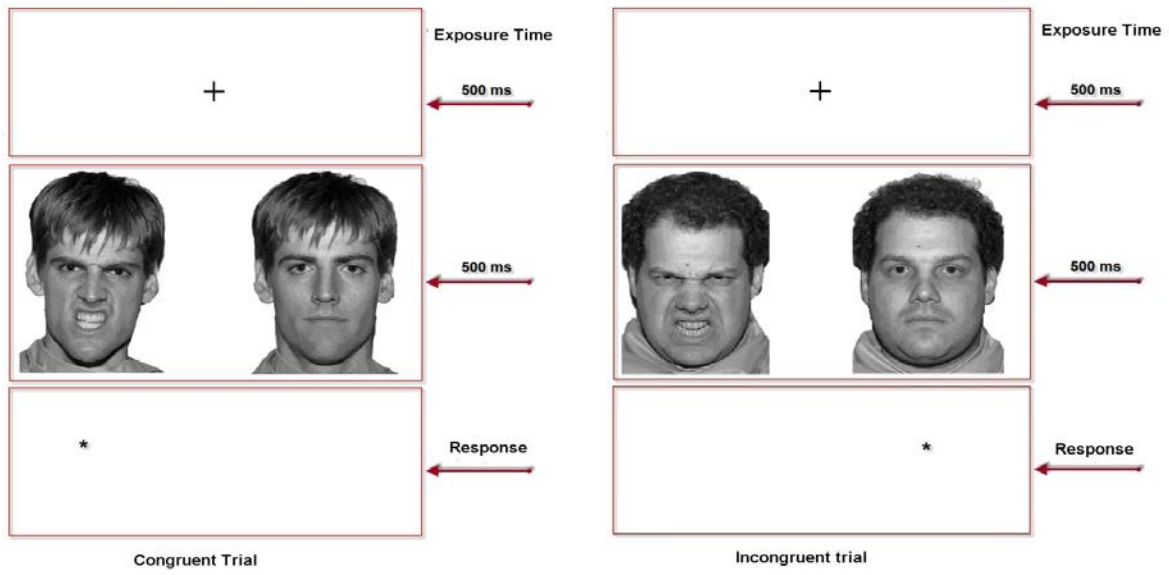 Exposure Time
500 ms
500 ms
*
Response
Congruent Trial
Exposure Time
500 ms
500 ms
*
Response
Incongruent trial